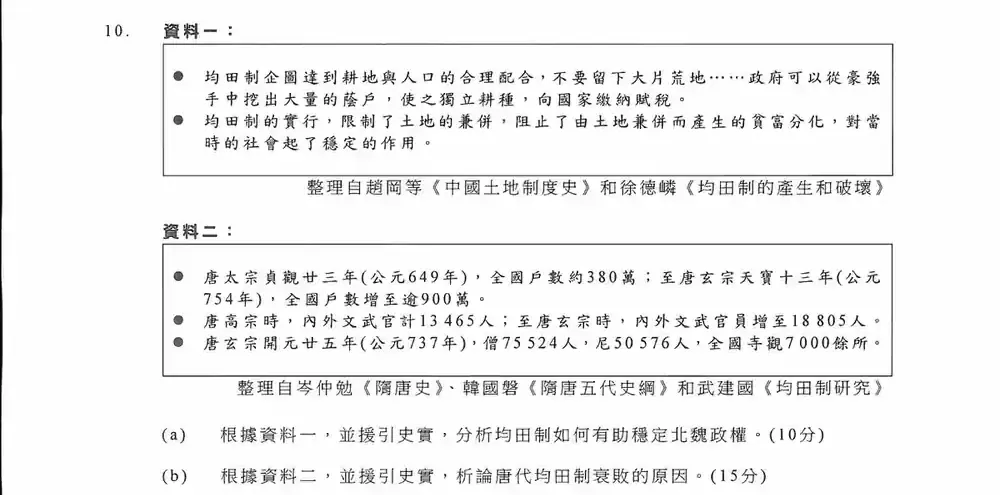 10. 資料一：
● 均田制企圖達到耕地與人口的合理配合，不要留下大片荒地……政府可以從豪強
手中挖出大量的蔭戶，使之獨立耕種，向國家繳納賦稅。
● 均田制的實行，限制了土地的兼併，阻止了由土地兼併而產生的貧富分化，對當
時的社會起了穩定的作用。
整理自趙岡等《中國土地制度史》和徐德嶙《均田制的產生和破壞》
資料二：
● 唐太宗貞觀廿三年(公元649年)，全國戶數約380萬；至唐玄宗天寶十三年(公元
754年)，全國戶數增至逾900萬。
● 唐高宗時，內外文武官計13 465人；至唐玄宗時，內外文武官員增至18 805人。
● 唐玄宗開元廿五年(公元737年)，僧75 524人，尼50 576人，全國寺觀7 000餘所。
整理自岑仲勉《隋唐史》、韓國磐《隋唐五代史綱》和武建國《均田制研究》
(a) 根據資料一，並援引史實，分析均田制如何有助穩定北魏政權。(10分)
(b) 根據資料二，並援引史實，析論唐代均田制衰敗的原因。(15分)